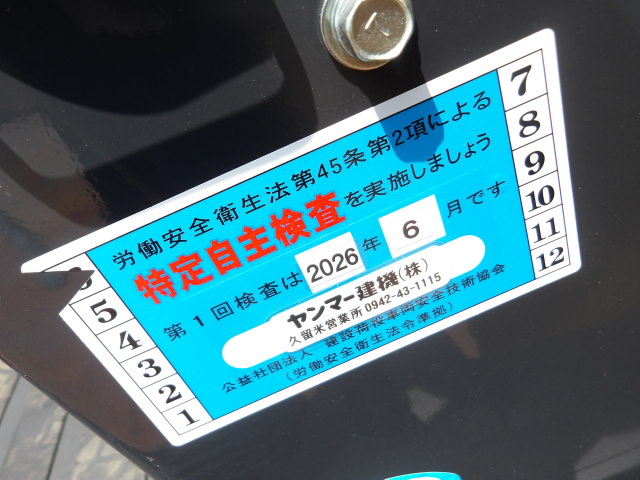 労働安全衛生法第45条第2項による
特定自主検査を実施しましょう
第1回検査は2026年6月です
ヤンマー建機(株)
久留米営業所 0942-43-1115
公益社団法人 建設荷役車両安全技術協会
(労働安全衛生法令準拠)
6
5
4
3
2
1
7
8
9
10
11
12